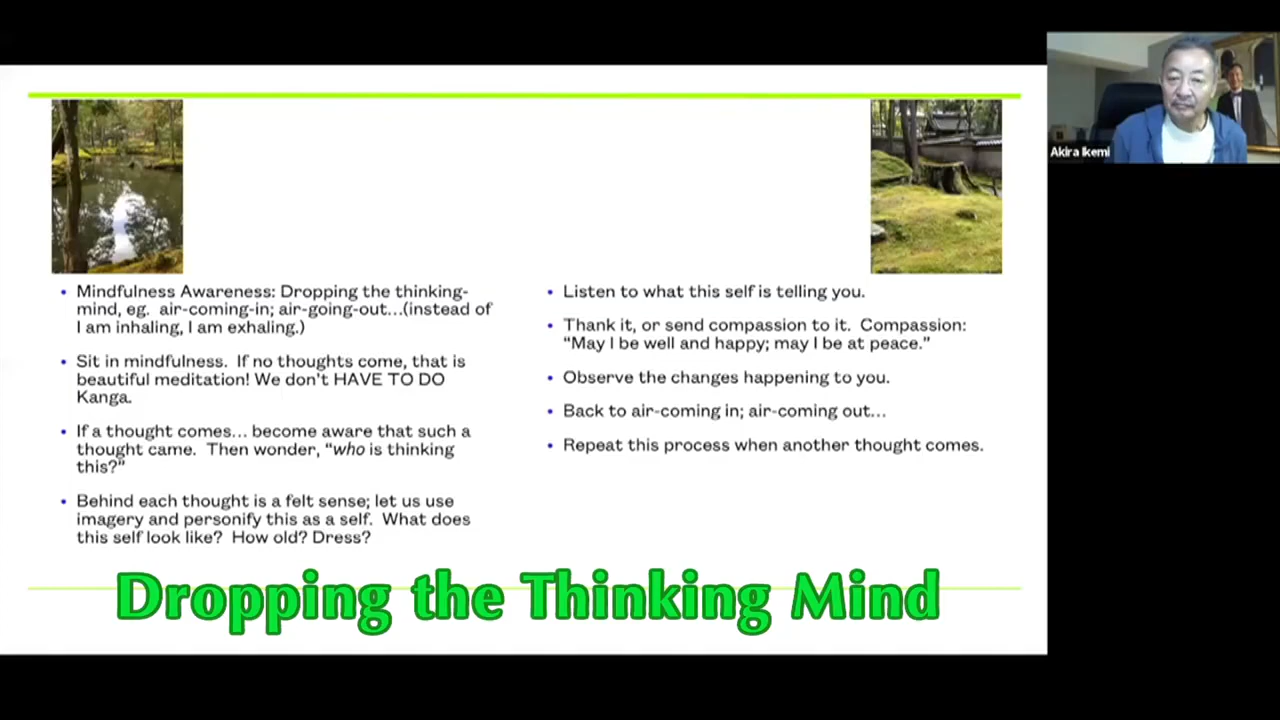 • Mindfulness Awareness: Dropping the thinking-
mind, eg. air-coming-in; air-going-out...(instead of
I am inhaling, I am exhaling.)
• Sit in mindfulness. If no thoughts come, that is
beautiful meditation! We don't HAVE TO DO
Kanga.
• If a thought comes... become aware that such a
thought came. Then wonder, "who is thinking
this?"
• Behind each thought is a felt sense; let us use
imagery and personify this as a self. What does
this self look like? How old? Dress?
• Listen to what this self is telling you.
• Thank it, or send compassion to it. Compassion:
"May I be well and happy; may I be at peace."
• Observe the changes happening to you.
• Back to air-coming in; air-coming out...
• Repeat this process when another thought comes.
Dropping the Thinking Mind
Akira Ikemi